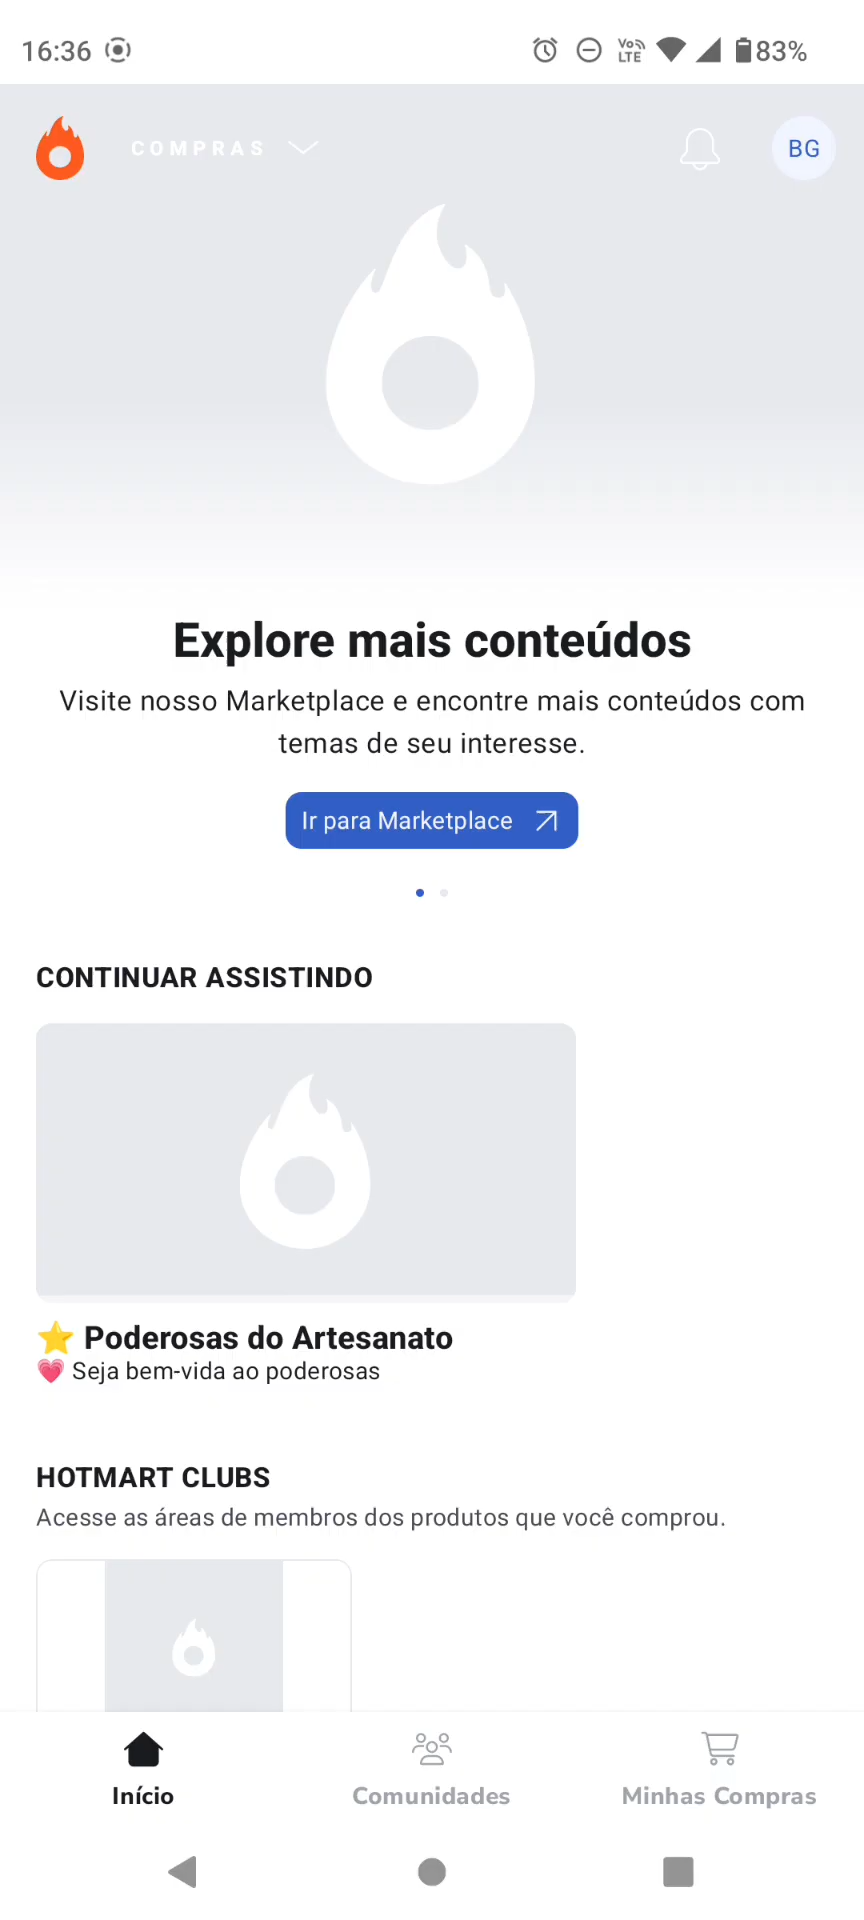 16:36
Vo LTE
83%
COMPRAS
BG
Explore mais conteúdos
Visite nosso Marketplace e encontre mais conteúdos com
temas de seu interesse.
Ir para Marketplace
CONTINUAR ASSISTINDO
⭐ Poderosas do Artesanato
💗 Seja bem-vida ao poderosas
HOTMART CLUBS
Acesse as áreas de membros dos produtos que você comprou.
Início
Comunidades
Minhas Compras